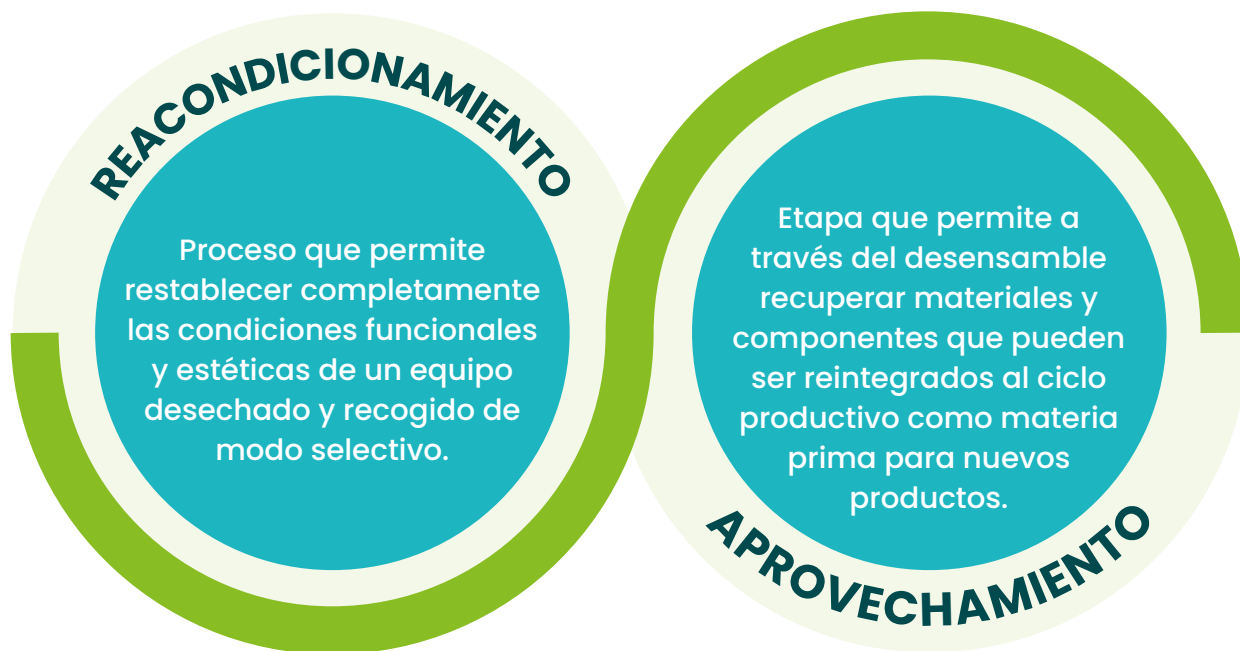 REACONDICIONAMIENTO
Proceso que permite
restablecer completamente
las condiciones funcionales
y estéticas de un equipo
desechado y recogido de
modo selectivo.
Etapa que permite a
través del desensamble
recuperar materiales y
componentes que pueden
ser reintegrados al ciclo
productivo como materia
prima para nuevos
productos.
APROVECHAMIENTO